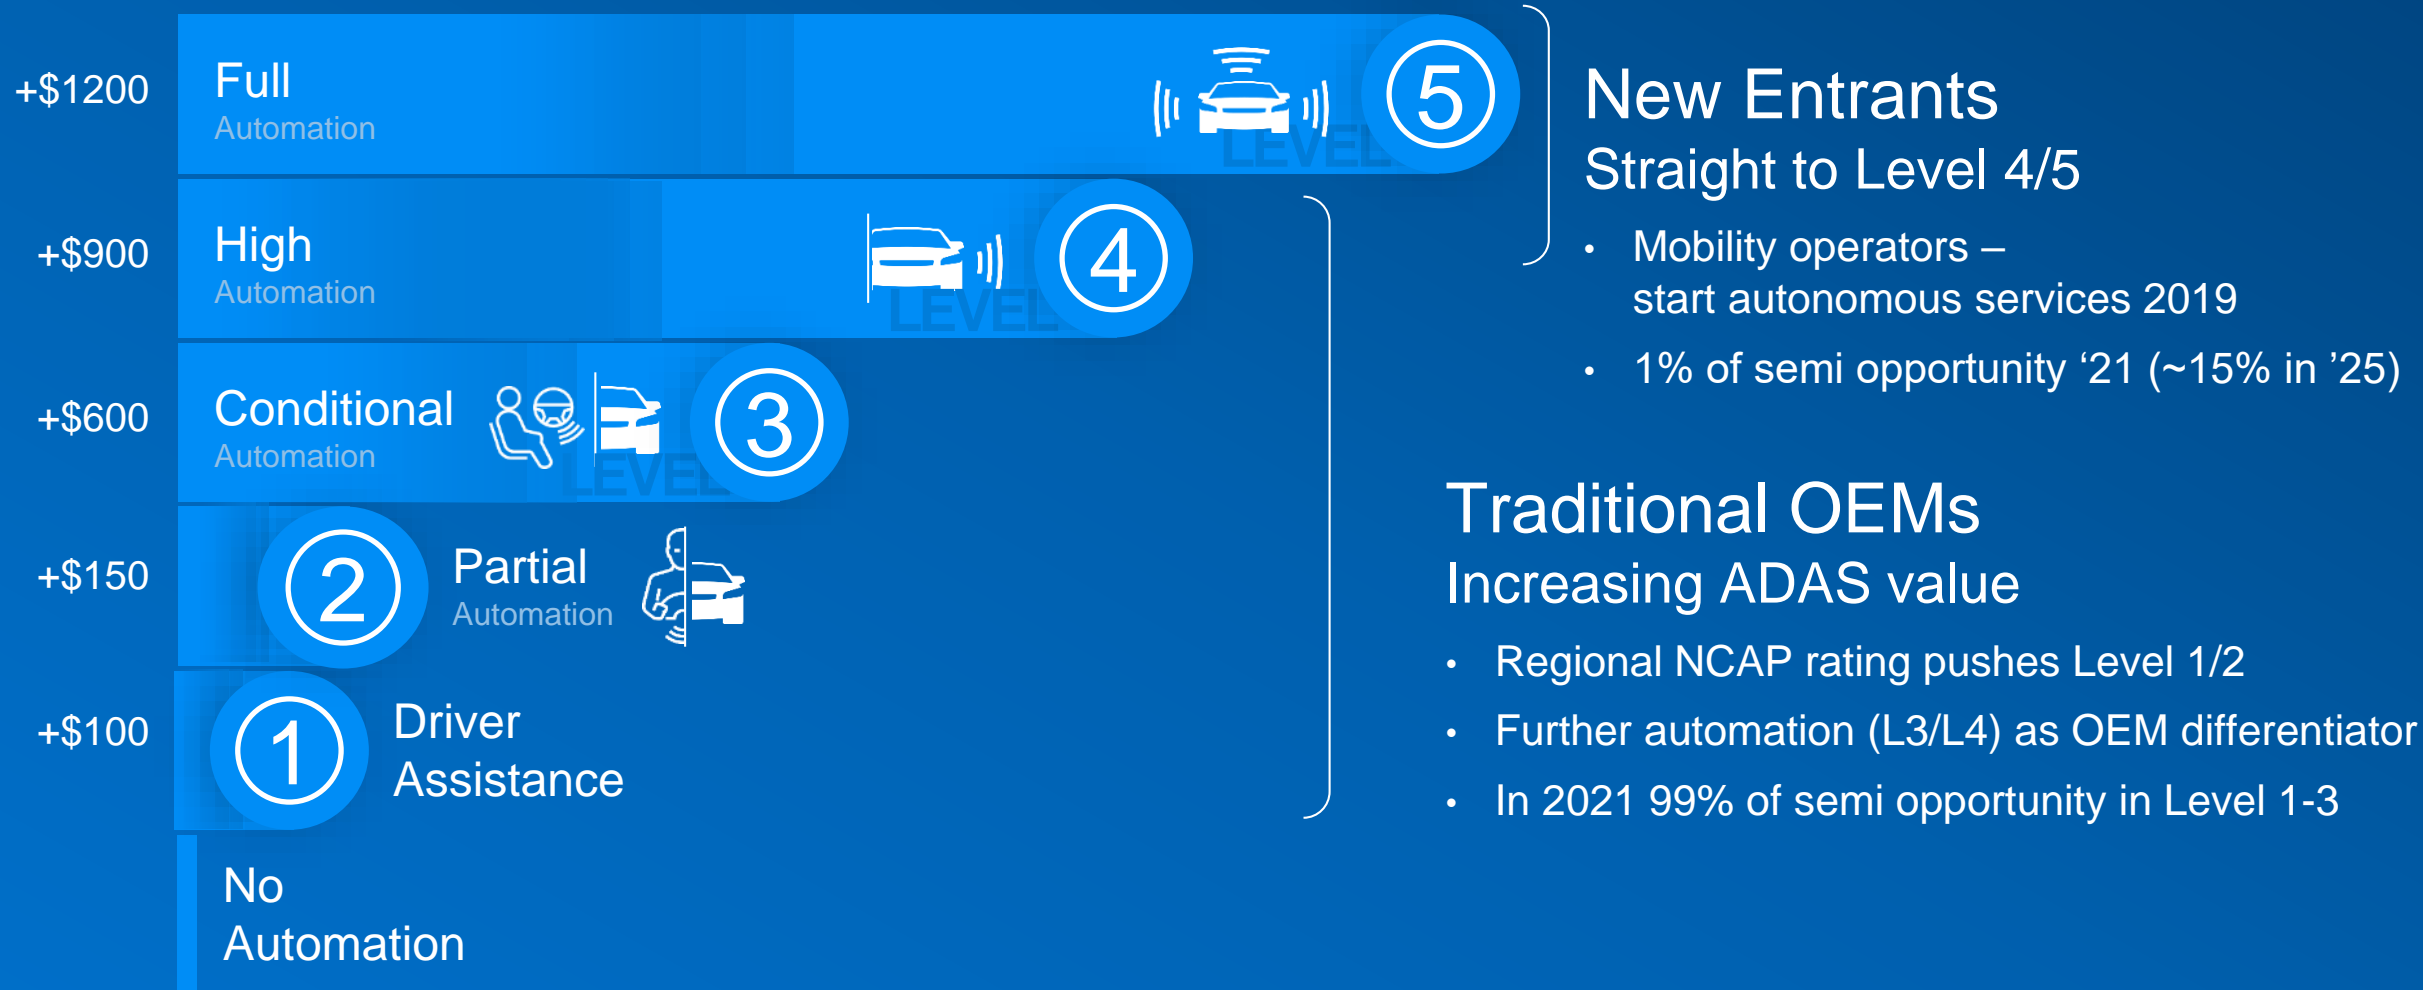 +$1200
Full
Automation
LEVEL
5
+$900
High
Automation
LEVEL
4
+$600
Conditional
Automation
LEVEL
3
+$150
2
Partial
Automation
+$100
1
Driver
Assistance
No
Automation
New Entrants
Straight to Level 4/5
• Mobility operators –
start autonomous services 2019
• 1% of semi opportunity ‘21 (~15% in ’25)
Traditional OEMs
Increasing ADAS value
• Regional NCAP rating pushes Level 1/2
• Further automation (L3/L4) as OEM differentiator
• In 2021 99% of semi opportunity in Level 1-3